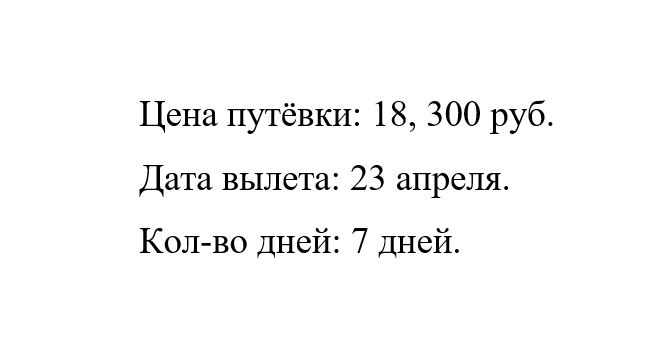 Цена путёвки: 18, 300 руб.
Дата вылета: 23 апреля.
Кол-во дней: 7 дней.